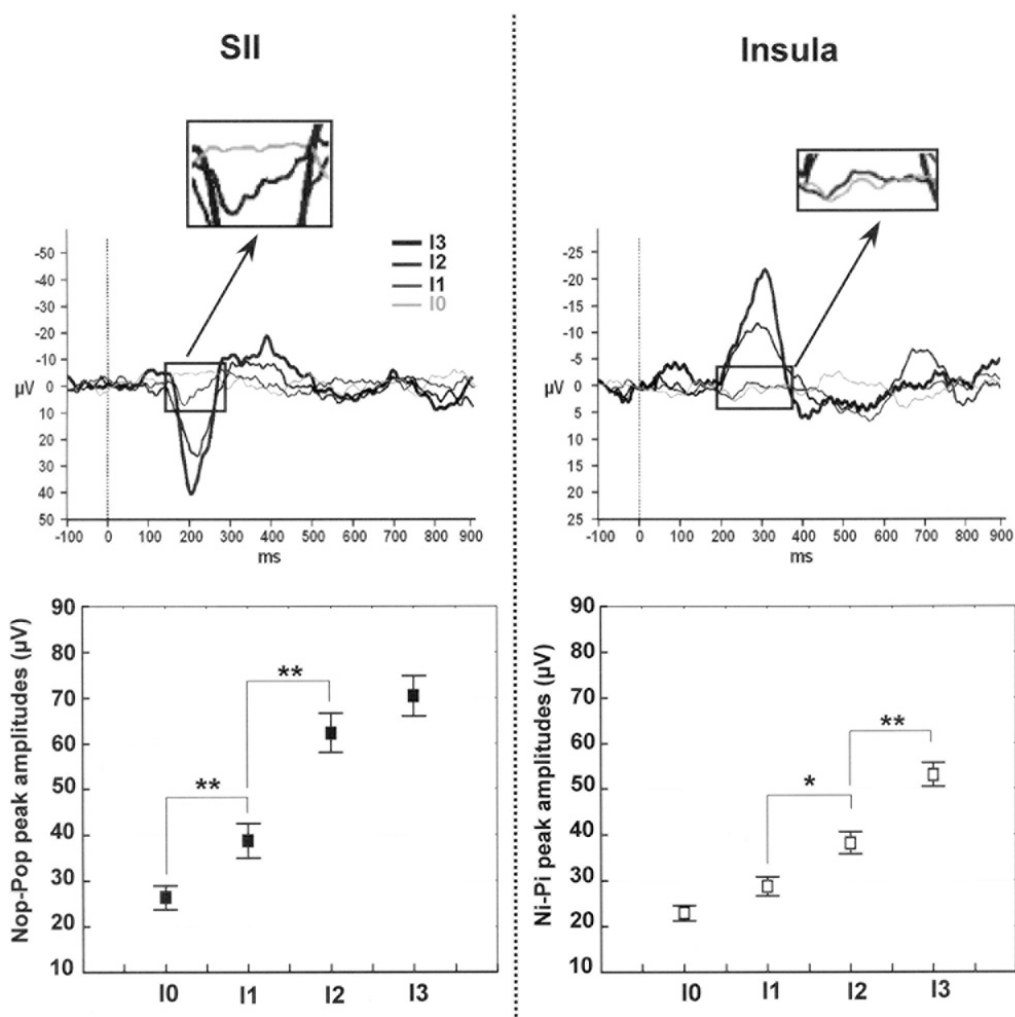 SII
Insula
-50
-40
-30
-20
-10
µV 0
10
20
30
40
50
-100 0 100 200 300 400 500 600 700 800 900
ms
I3
I2
I1
I0
-25
-20
-15
-10
-5
µV 0
5
10
15
20
25
-100 0 100 200 300 400 500 600 700 800 900
ms
Nop-Pop peak amplitudes (µV)
90
80
70
60
50
40
30
20
10
**
**
I0 I1 I2 I3
Ni-Pi peak amplitudes (µV)
90
80
70
60
50
40
30
20
10
*
**
I0 I1 I2 I3